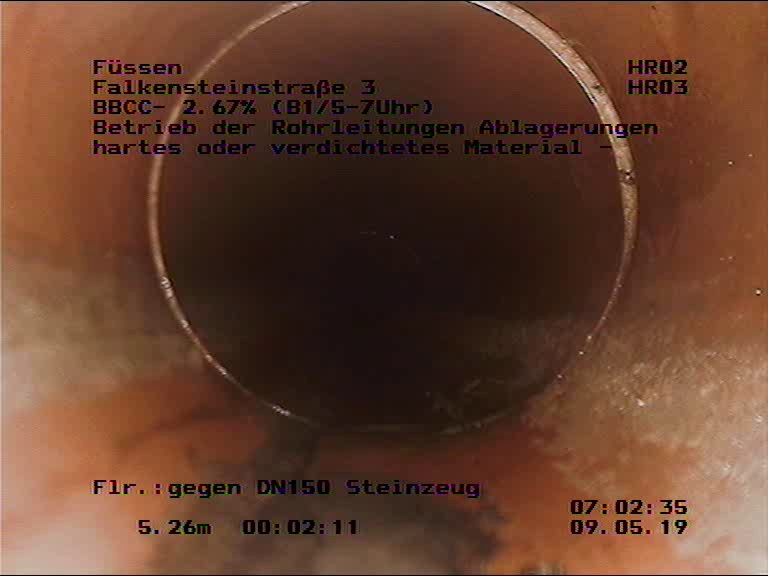 Füssen HR02
Falkensteinstraße 3 HR03
BBCC- 2.67% (B1/5-7Uhr)
Betrieb der Rohrleitungen Ablagerungen
hartes oder verdichtetes Material -
Flr.:gegen DN150 Steinzeug
07:02:35
5.26m 00:02:11 09.05.19